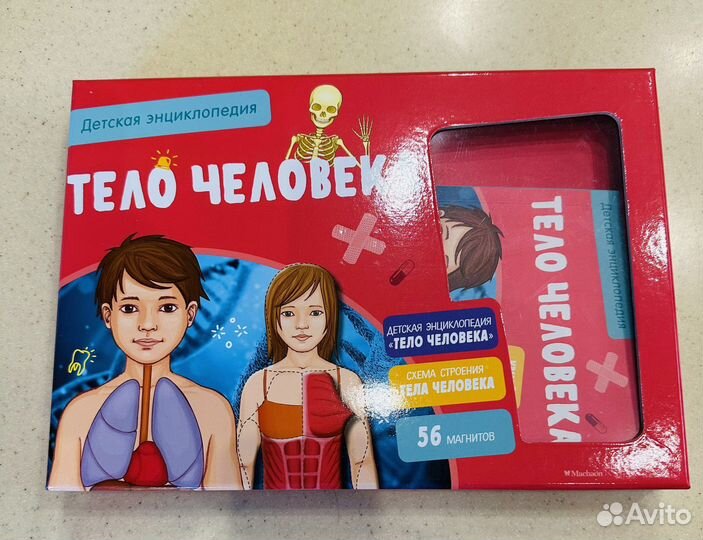 Детская энциклопедия
ТЕЛО ЧЕЛОВЕКА
ДЕТСКАЯ ЭНЦИКЛОПЕДИЯ
«ТЕЛО ЧЕЛОВЕКА»
СХЕМА СТРОЕНИЯ
ТЕЛА ЧЕЛОВЕКА
56 МАГНИТОВ
Детская энциклопедия
ТЕЛО ЧЕЛОВЕКА
Machaon
Avito